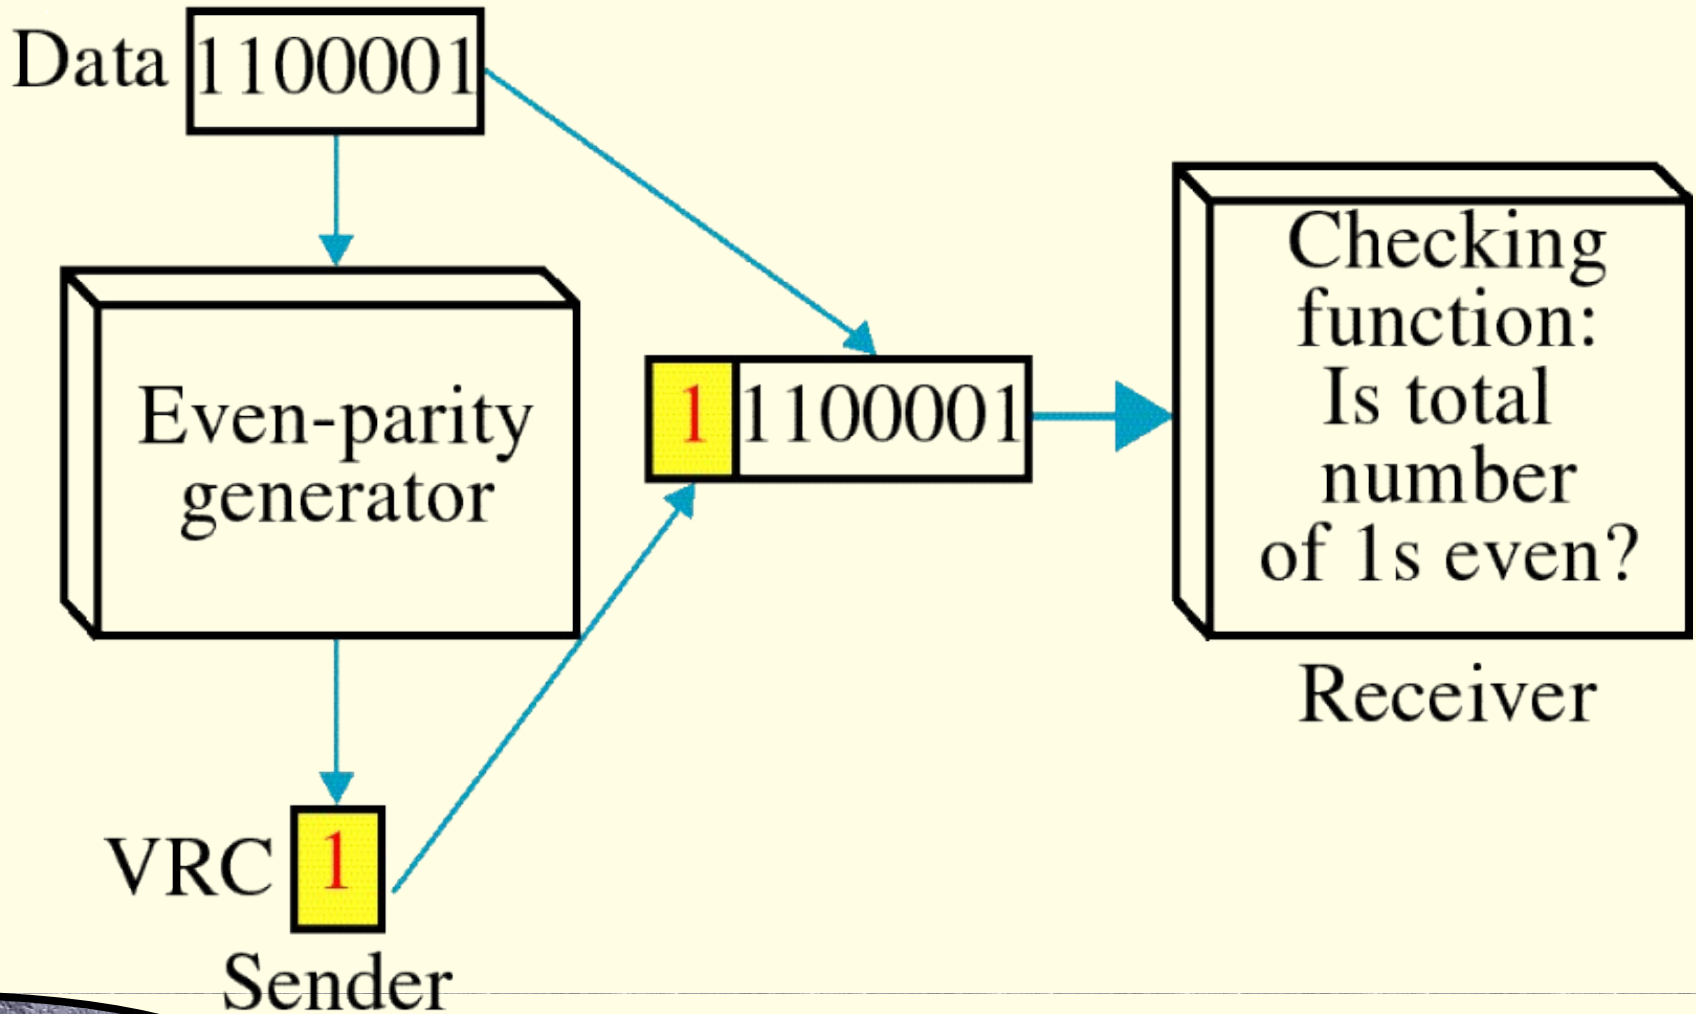 Data 1100001
Even-parity
generator
VRC 1
Sender
1 1100001
Checking
function:
Is total
number
of 1s even?
Receiver